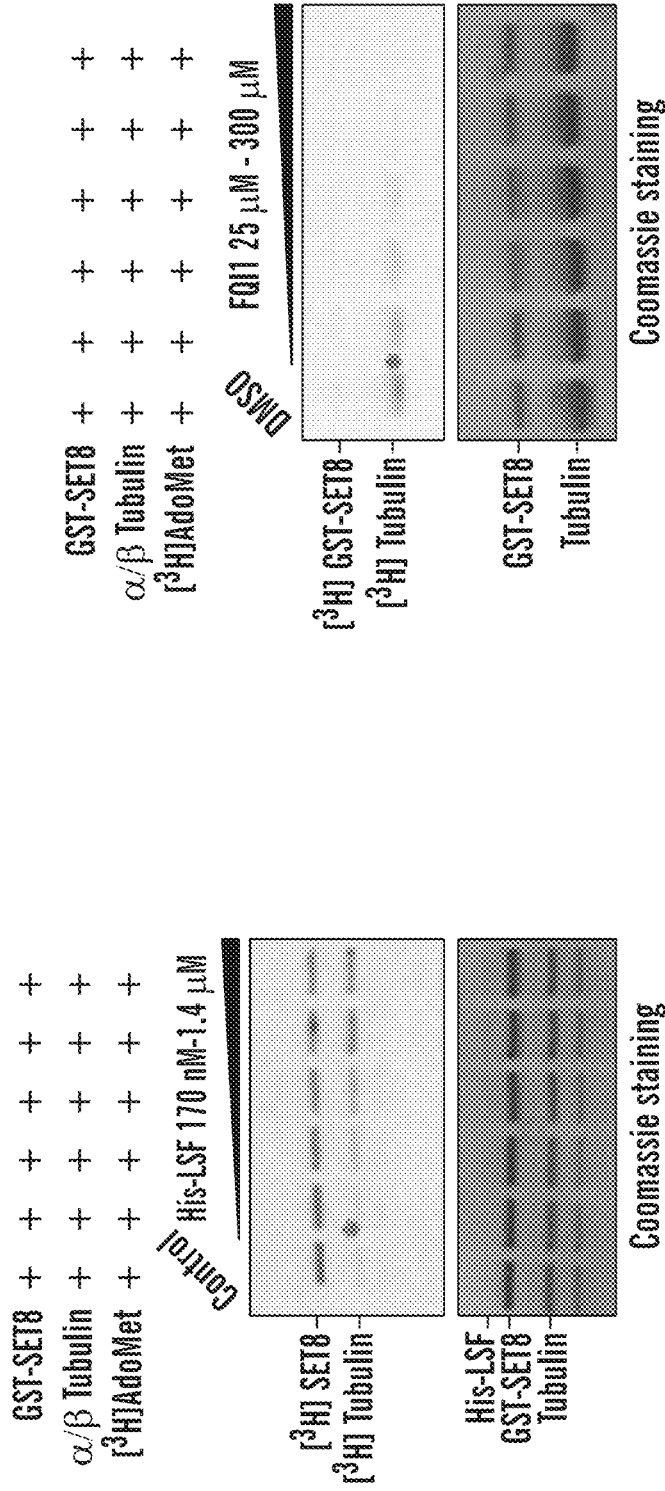 GST-SET8 + + + + + +
α/β Tubulin + + + + + +
[³H]AdoMet + + + + + +
Control His-LSF 170 nM-1.4 µM
[³H] SET8
[³H] Tubulin
His-LSF
GST-SET8
Tubulin
Coomassie staining
GST-SET8 + + + + + +
α/β Tubulin + + + + + +
[³H]AdoMet + + + + + +
DMSO FQI1 25 µM - 300 µM
[³H] GST-SET8
[³H] Tubulin
GST-SET8
Tubulin
Coomassie staining